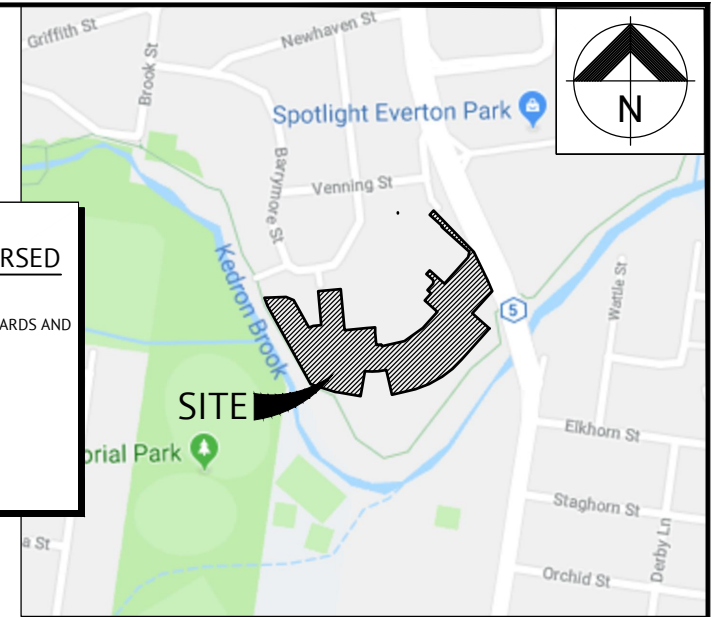 Griffith St
Brook St
Newhaven St
Spotlight Everton Park
N
Barrymore St
Venning St
RSED
ARDS AND
Kedron Brook
5
Wattle St
SITE
orial Park
Elkhorn St
Staghorn St
a St
Derby Ln
Orchid St